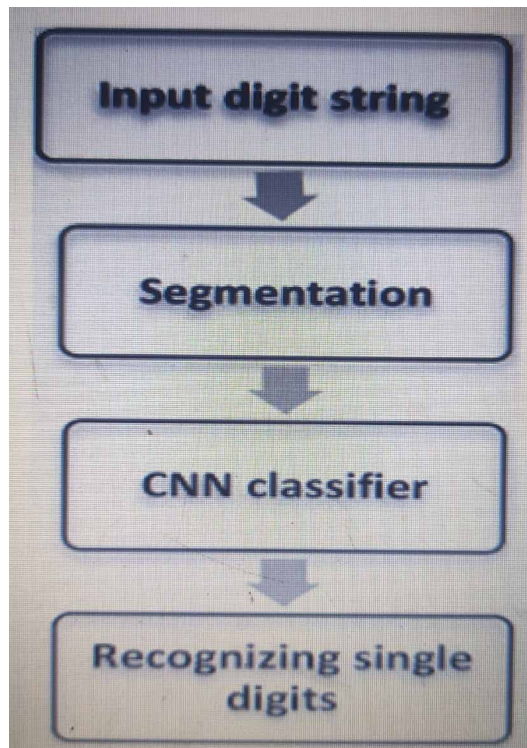 Input digit string
Segmentation
CNN classifier
Recognizing single
digits